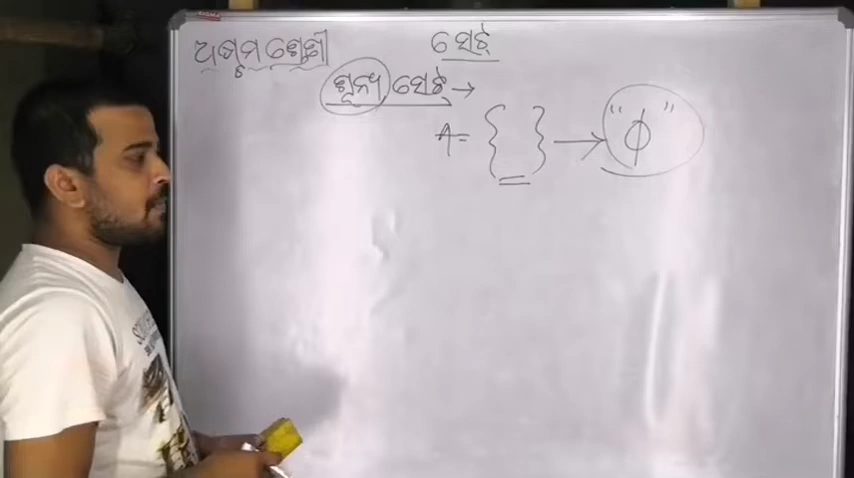 ଅଷ୍ଟମ ଶ୍ରେଣୀ
ସେଟ୍
ଶୂନ୍ୟ ସେଟ୍ →
A = { } → "ϕ"